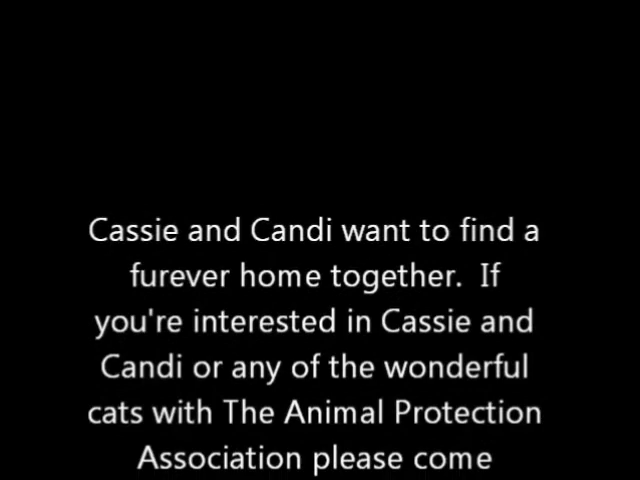 Cassie and Candi want to find a
furever home together.  If
you're interested in Cassie and
Candi or any of the wonderful
cats with The Animal Protection
Association please come